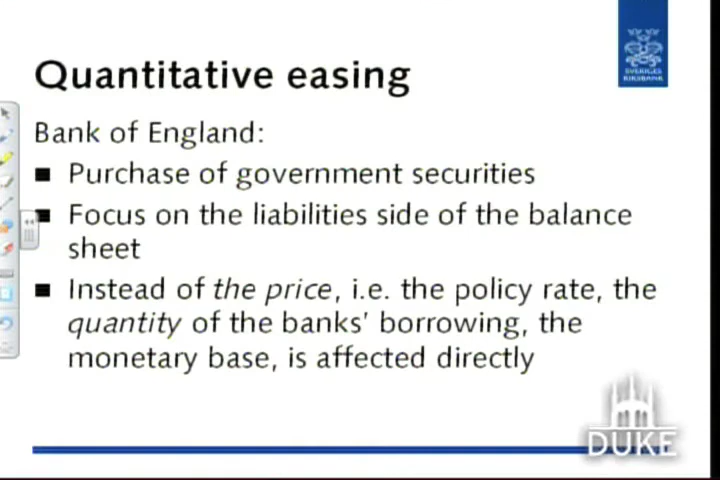 SVERIGES
RIKSBANK
Quantitative easing
Bank of England:
■ Purchase of government securities
■ Focus on the liabilities side of the balance
sheet
■ Instead of the price, i.e. the policy rate, the
quantity of the banks' borrowing, the
monetary base, is affected directly
DUKE